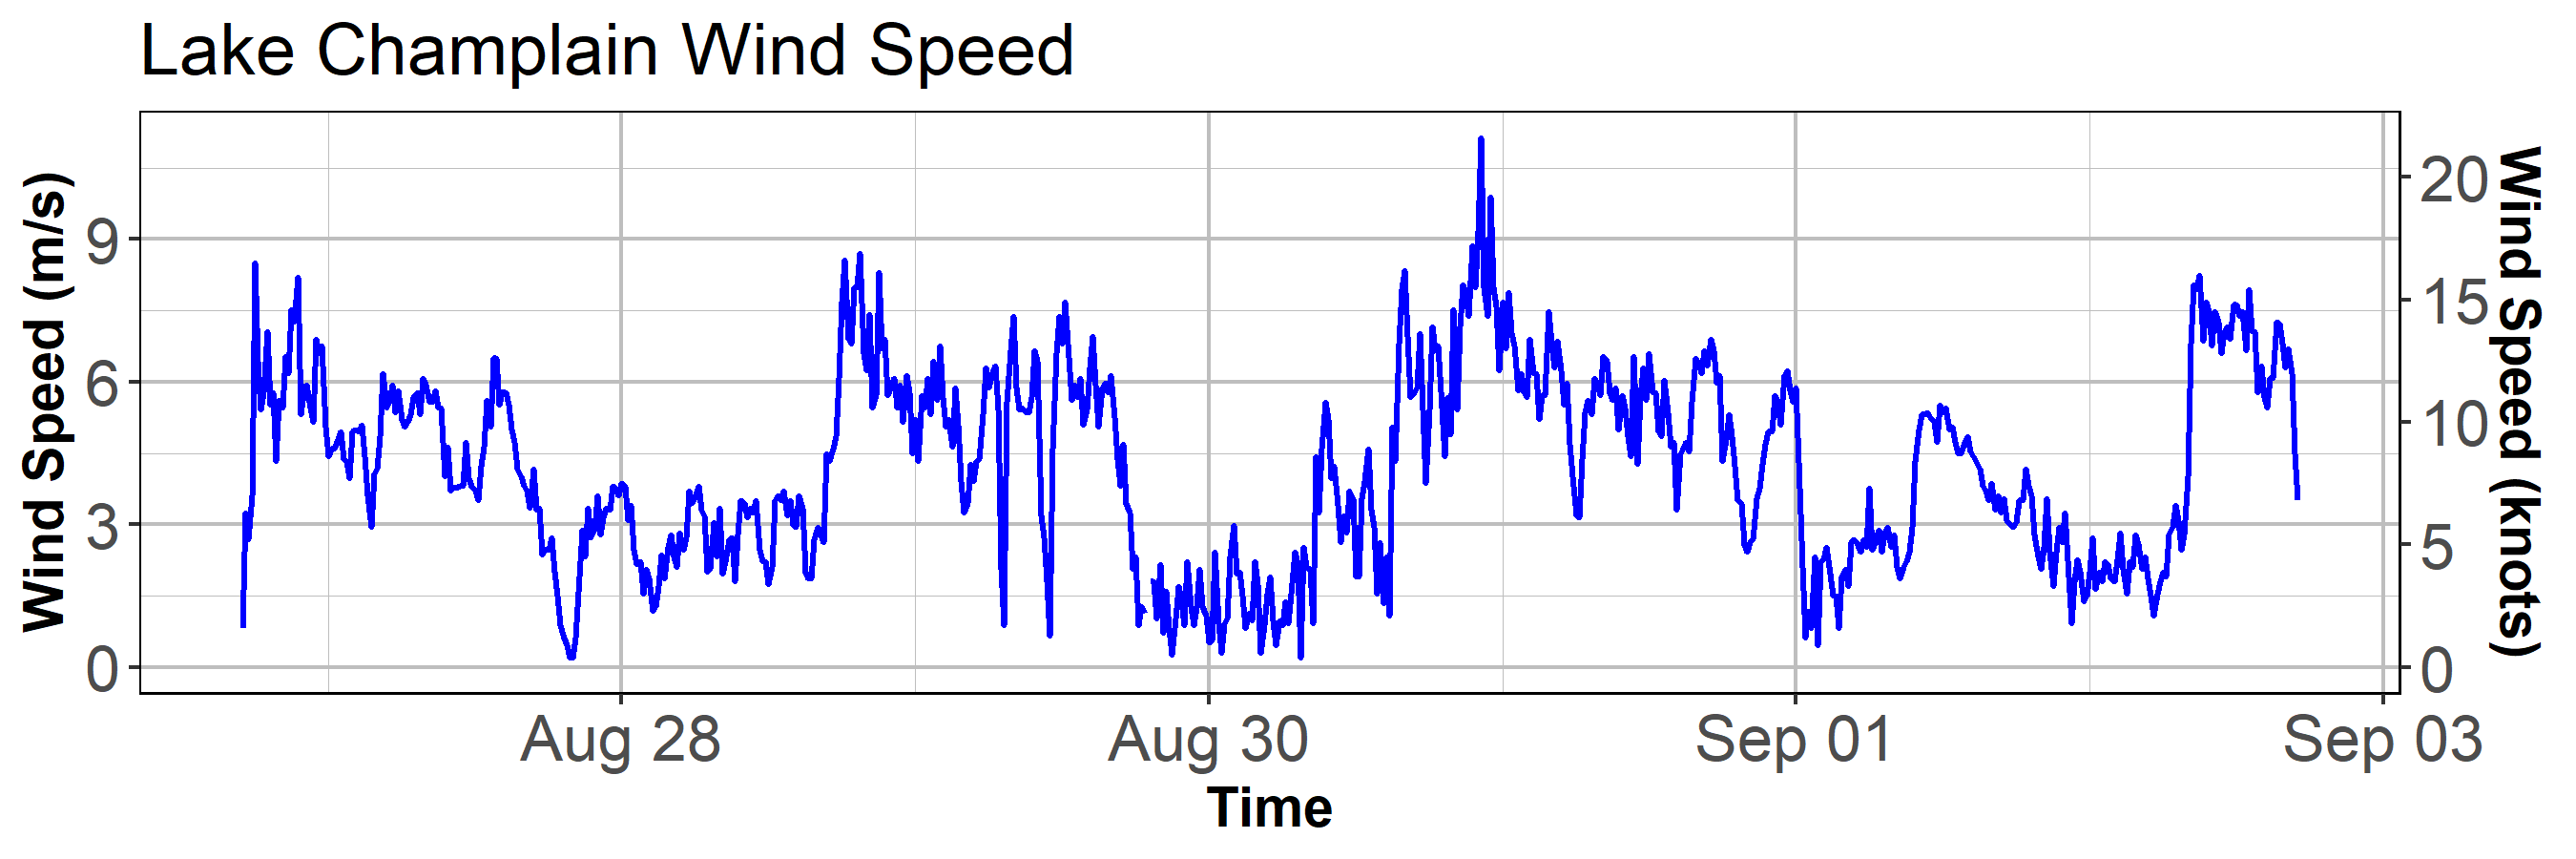 Lake Champlain Wind Speed
Wind Speed (m/s)
9
6
3
0
20
15
10
5
0
Wind Speed (knots)
Aug 28
Aug 30
Sep 01
Sep 03
Time